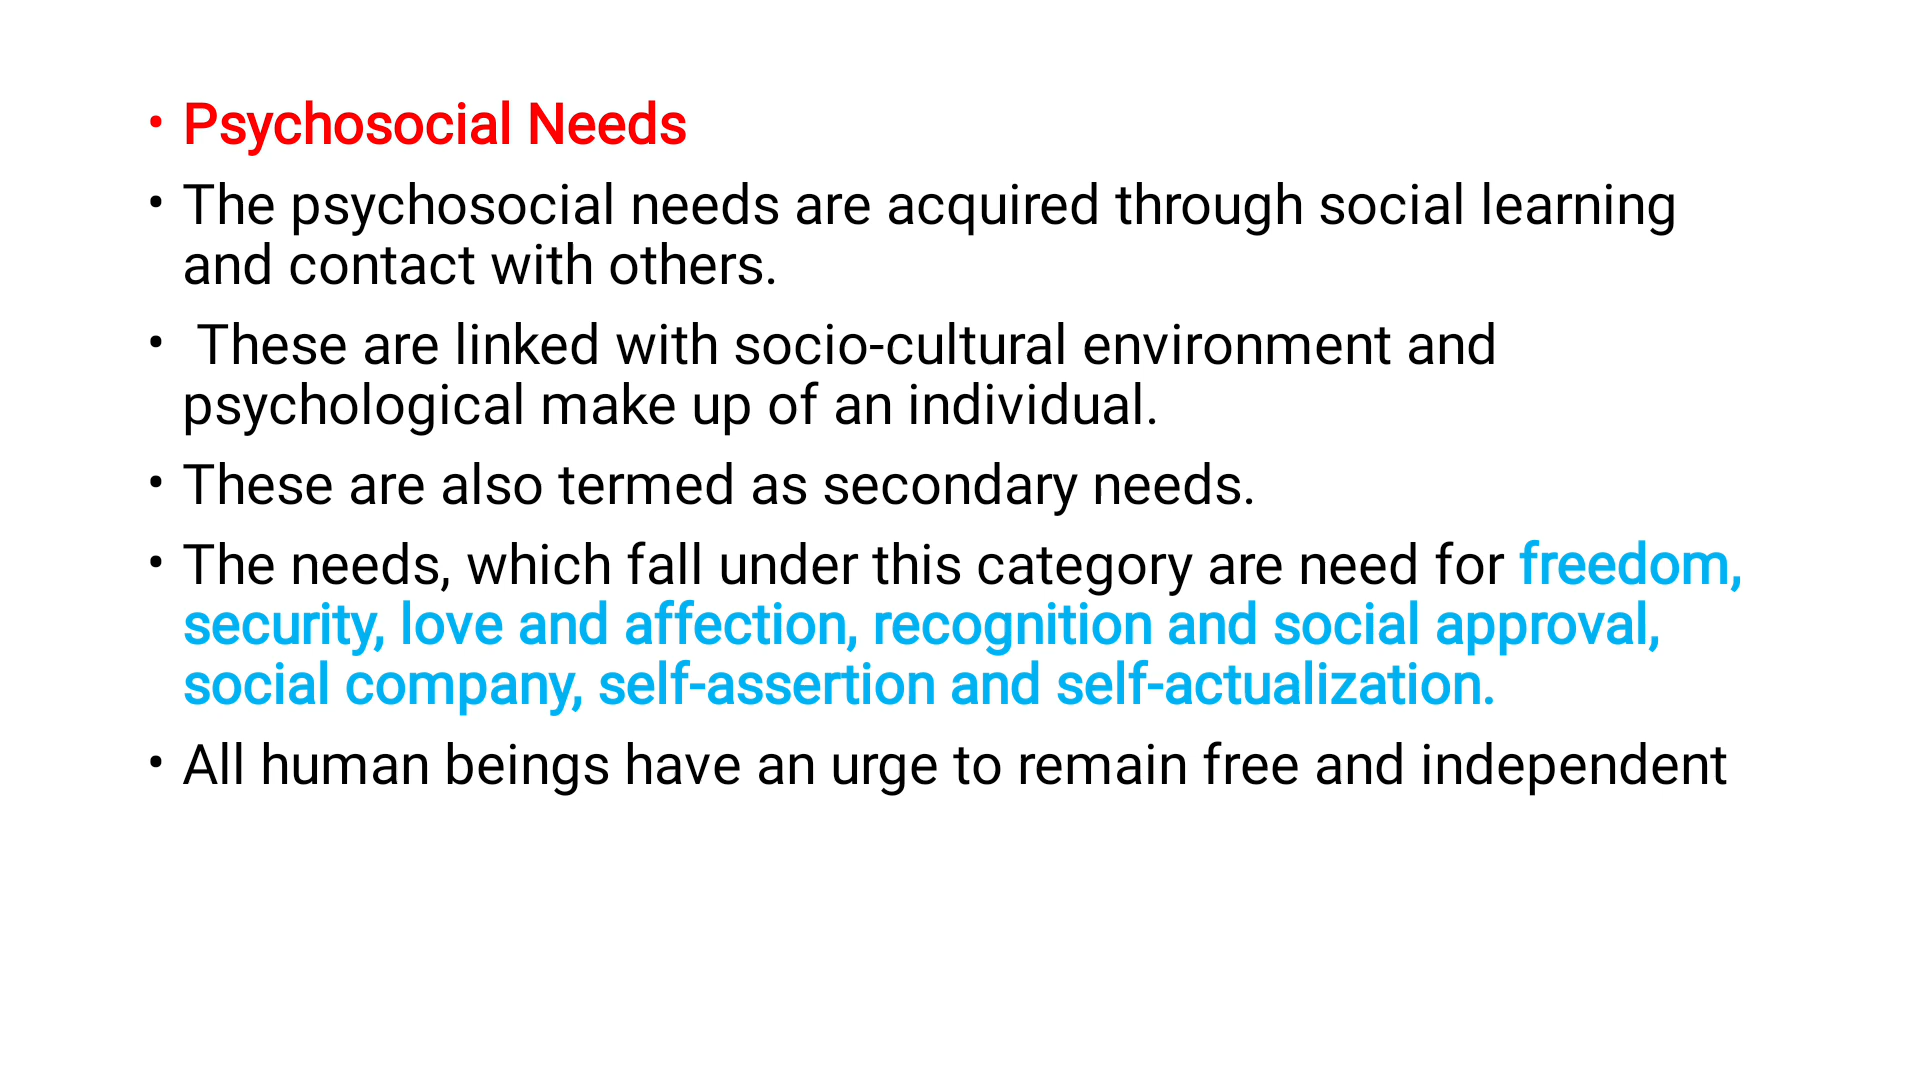 • Psychosocial Needs
• The psychosocial needs are acquired through social learning
and contact with others.
• These are linked with socio-cultural environment and
psychological make up of an individual.
• These are also termed as secondary needs.
• The needs, which fall under this category are need for freedom,
security, love and affection, recognition and social approval,
social company, self-assertion and self-actualization.
• All human beings have an urge to remain free and independent